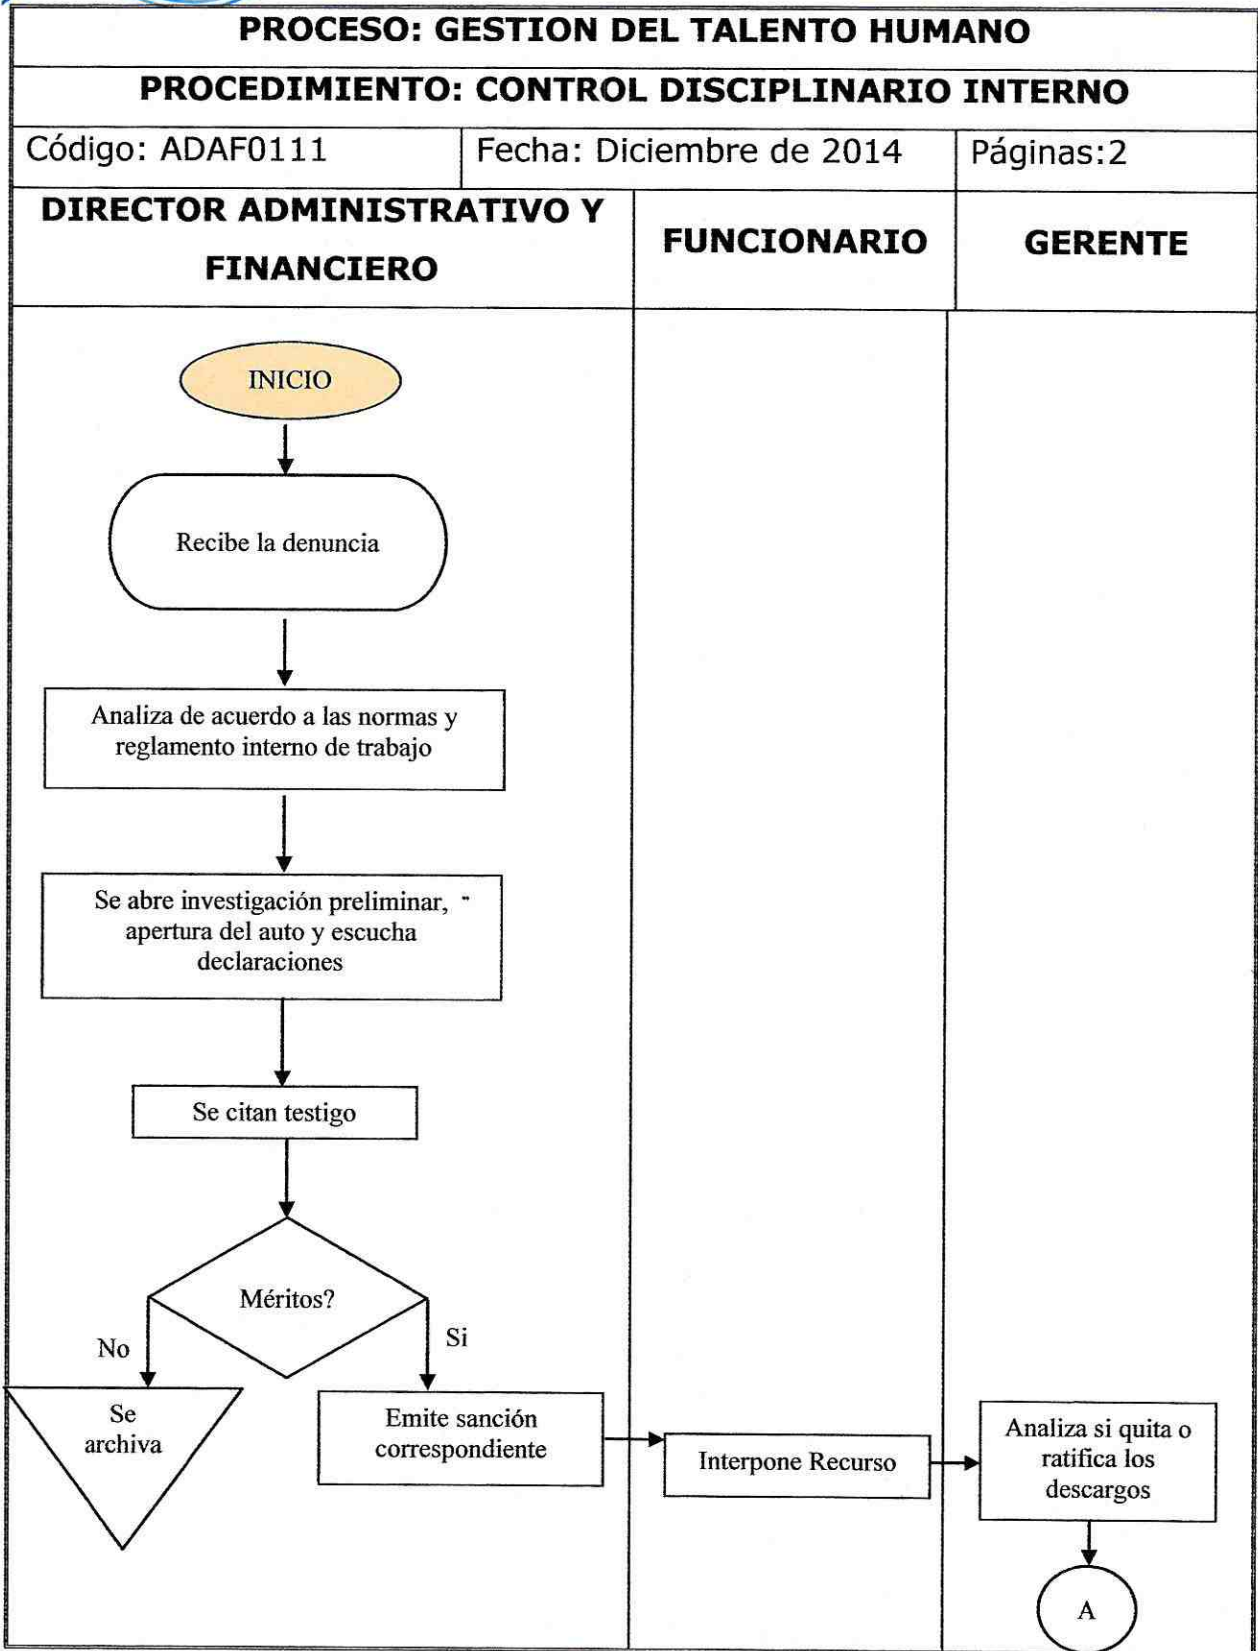 PROCESO: GESTION DEL TALENTO HUMANO
PROCEDIMIENTO: CONTROL DISCIPLINARIO INTERNO
Código: ADAF0111
Fecha: Diciembre de 2014
Páginas:2
DIRECTOR ADMINISTRATIVO Y
FINANCIERO
FUNCIONARIO
GERENTE
INICIO
Recibe la denuncia
Analiza de acuerdo a las normas y
reglamento interno de trabajo
Se abre investigación preliminar,
apertura del auto y escucha
declaraciones
Se citan testigo
Méritos?
No
Si
Se
archiva
Emite sanción
correspondiente
Interpone Recurso
Analiza si quita o
ratifica los
descargos
A